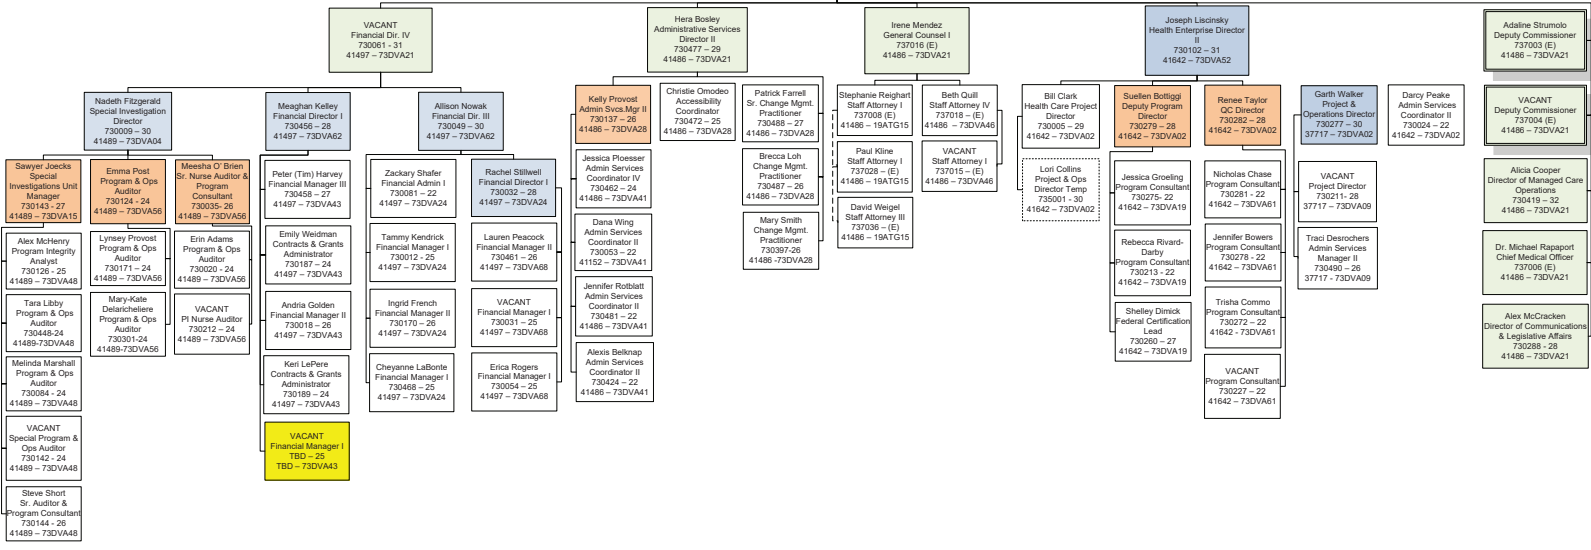 VACANT
Financial Dir. IV
730061 - 31
41497 – 73DVA21
Hera Bosley
Administrative Services
Director II
730477 – 29
41486 – 73DVA21
Irene Mendez
General Counsel I
737016 (E)
41486 – 73DVA21
Joseph Liscinsky
Health Enterprise Director
II
730102 – 31
41642 – 73DVA52
Adaline Strumolo
Deputy Commissioner
737003 (E)
41486 – 73DVA21
VACANT
Deputy Commissioner
737004 (E)
41486 – 73DVA21
Alicia Cooper
Director of Managed Care
Operations
730419 – 32
41486 – 73DVA21
Dr. Michael Rapaport
Chief Medical Officer
737006 (E)
41486 – 73DVA21
Alex McCracken
Director of Communications
& Legislative Affairs
730288 - 28
41486 – 73DVA21
Nadeth Fitzgerald
Special Investigation
Director
730009 – 30
41489 – 73DVA04
Sawyer Joecks
Special
Investigations Unit
Manager
730143 - 27
41489 – 73DVA15
Alex McHenry
Program Integrity
Analyst
730126 - 25
41489 – 73DVA48
Tara Libby
Program & Ops
Auditor
730448-24
41489-73DVA48
Melinda Marshall
Program & Ops
Auditor
730084 - 24
41489 – 73DVA48
VACANT
Special Program &
Ops Auditor
730142 - 24
41489 – 73DVA48
Steve Short
Sr. Auditor &
Program Consultant
730144 - 26
41489 – 73DVA48
Emma Post
Program & Ops
Auditor
730124 - 24
41489 – 73DVA56
Lynsey Provost
Program & Ops
Auditor
730171 – 24
41489 – 73DVA56
Mary-Kate
Delaricheliere
Program & Ops
Auditor
730301-24
41489-73DVA56
Meesha O' Brien
Sr. Nurse Auditor &
Program
Consultant
730035- 26
41489 – 73DVA56
Erin Adams
Program & Ops
Auditor
730020 - 24
41489 – 73DVA56
VACANT
PI Nurse Auditor
730212 – 24
41489 – 73DVA56
Meaghan Kelley
Financial Director I
730456 – 28
41497 – 73DVA62
Peter (Tim) Harvey
Financial Manager III
730458 – 27
41497 – 73DVA43
Emily Weidman
Contracts & Grants
Administrator
730187 – 24
41497 – 73DVA43
Andria Golden
Financial Manager II
730018 – 26
41497 – 73DVA43
Keri LePere
Contracts & Grants
Administrator
730189 – 24
41497 – 73DVA43
VACANT
Financial Manager I
TBD – 25
TBD – 73DVA43
Allison Nowak
Financial Dir. III
730049 – 30
41497 – 73DVA62
Zackary Shafer
Financial Admin I
730081 – 22
41497 – 73DVA24
Tammy Kendrick
Financial Manager I
730012 – 25
41497 – 73DVA24
Ingrid French
Financial Manager II
730170 – 26
41497 – 73DVA24
Cheyanne LaBonte
Financial Manager I
730468 – 25
41497 – 73DVA24
Rachel Stillwell
Financial Director I
730032 – 28
41497 – 73DVA24
Lauren Peacock
Financial Manager II
730461 – 26
41497 – 73DVA68
VACANT
Financial Manager I
730031 – 25
41497 – 73DVA68
Erica Rogers
Financial Manager I
730054 – 25
41497 – 73DVA68
Kelly Provost
Admin Svcs.Mgr II
730137 – 26
41486 – 73DVA28
Jessica Ploesser
Admin Services
Coordinator IV
730462 – 24
41486 – 73DVA41
Dana Wing
Admin Services
Coordinator II
730053 – 22
41152 – 73DVA41
Jennifer Rotblatt
Admin Services
Coordinator II
730481 – 22
41486 – 73DVA41
Alexis Belknap
Admin Services
Coordinator II
730424 – 22
41486 – 73DVA41
Christie Omodeo
Accessibility
Coordinator
730472 – 25
41486 – 73DVA28
Patrick Farrell
Sr. Change Mgmt.
Practitioner
730488 – 27
41486 – 73DVA28
Brecca Loh
Change Mgmt.
Practitioner
730487 – 26
41486 – 73DVA28
Mary Smith
Change Mgmt.
Practitioner
730397-26
41486 -73DVA28
Stephanie Reighart
Staff Attorney I
737008 (E)
41486 – 19ATG15
Paul Kline
Staff Attorney I
737028 – (E)
41486 – 19ATG15
David Weigel
Staff Attorney III
737036 – (E)
41486 – 19ATG15
Beth Quill
Staff Attorney IV
737018 – (E)
41486 – 73DVA46
VACANT
Staff Attorney I
737015 – (E)
41486 – 73DVA46
Bill Clark
Health Care Project
Director
730005 – 29
41642 – 73DVA02
Lori Collins
Project & Ops
Director Temp
735001 - 30
41642 – 73DVA02
Suellen Bottiggi
Deputy Program
Director
730279 – 28
41642 – 73DVA02
Jessica Groeling
Program Consultant
730275- 22
41642 – 73DVA19
Rebecca Rivard-
Darby
Program Consultant
730213 - 22
41642 – 73DVA19
Shelley Dimick
Federal Certification
Lead
730260 – 27
41642 – 73DVA19
Renee Taylor
QC Director
730282 – 28
41642 – 73DVA02
Nicholas Chase
Program Consultant
730281 - 22
41642 – 73DVA61
Jennifer Bowers
Program Consultant
730278 – 22
41642 – 73DVA61
Trisha Commo
Program Consultant
730272 – 22
41642 -73DVA61
VACANT
Program Consultant
730227 – 22
41642 – 73DVA61
Garth Walker
Project &
Operations Director
730277 – 30
37717 – 73DVA02
VACANT
Project Director
730211- 28
37717 – 73DVA09
Traci Desrochers
Admin Services
Manager II
730490 – 26
37717 -73DVA09
Darcy Peake
Admin Services
Coordinator II
730024 – 22
41642 – 73DVA02